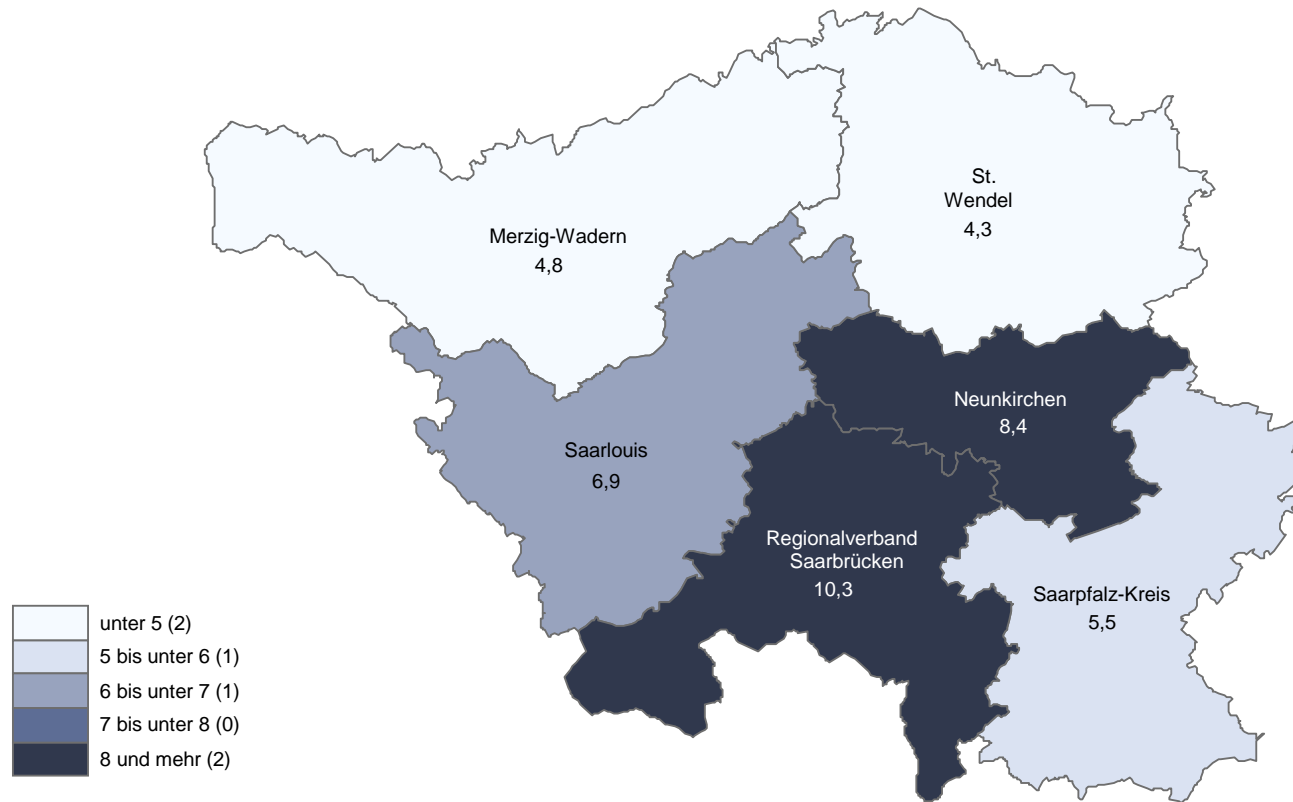 St.
Wendel
4,3
Merzig-Wadern
4,8
Neunkirchen
8,4
Saarlouis
6,9
Regionalverband
Saarbrücken
10,3
Saarpfalz-Kreis
5,5
unter 5 (2)
5 bis unter 6 (1)
6 bis unter 7 (1)
7 bis unter 8 (0)
8 und mehr (2)